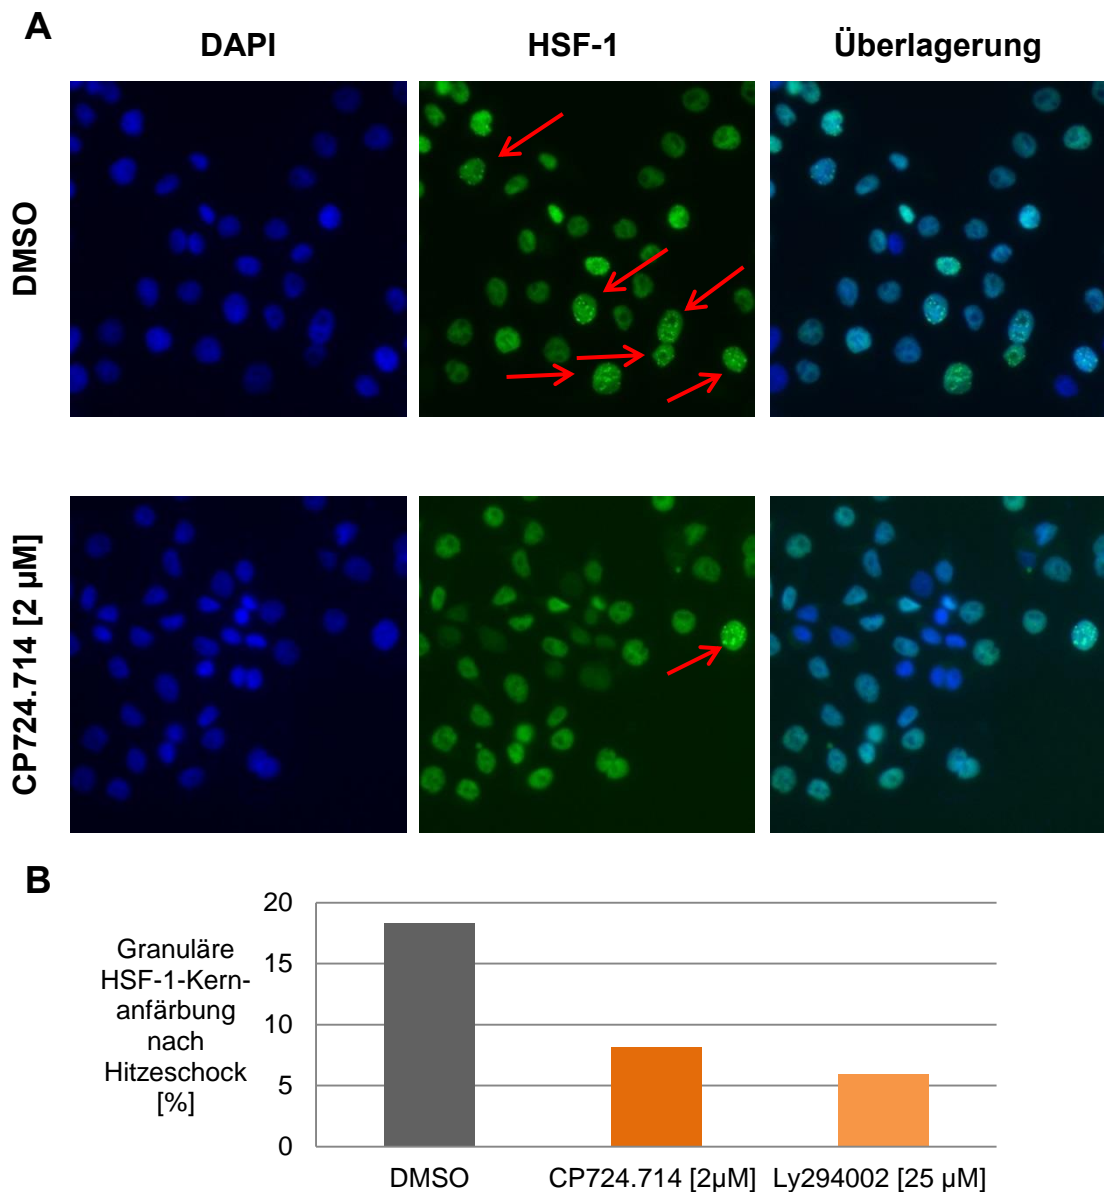 A
DAPI
HSF-1
Überlagerung
DMSO
CP724.714 [2 µM]
B
Granuläre
HSF-1-Kern-
anfärbung
nach
Hitzeschock
[%]
20
15
10
5
0
DMSO
CP724.714 [2µM]
Ly294002 [25 µM]